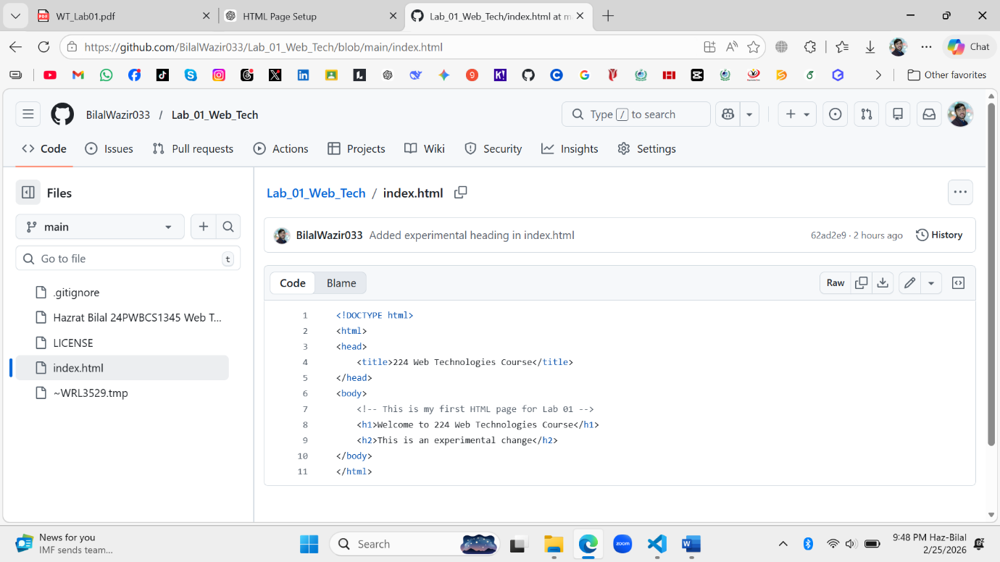 WT_Lab01.pdf
HTML Page Setup
Lab_01_Web_Tech/index.html at m
https://github.com/BilalWazir033/Lab_01_Web_Tech/blob/main/index.html
Chat
Other favorites
BilalWazir033 / Lab_01_Web_Tech
Type / to search
Code
Issues
Pull requests
Actions
Projects
Wiki
Security
Insights
Settings
Files
main
Go to file
t
.gitignore
Hazrat Bilal 24PWBCS1345 Web T...
LICENSE
index.html
~WRL3529.tmp
Lab_01_Web_Tech / index.html
BilalWazir033 Added experimental heading in index.html
62ad2e9 · 2 hours ago
History
Code
Blame
Raw
1 <!DOCTYPE html>
2 <html>
3 <head>
4 <title>224 Web Technologies Course</title>
5 </head>
6 <body>
7 <!-- This is my first HTML page for Lab 01 -->
8 <h1>Welcome to 224 Web Technologies Course</h1>
9 <h2>This is an experimental change</h2>
10 </body>
11 </html>
News for you
IMF sends team...
Search
zoom
9:48 PM Haz-Bilal
2/25/2026